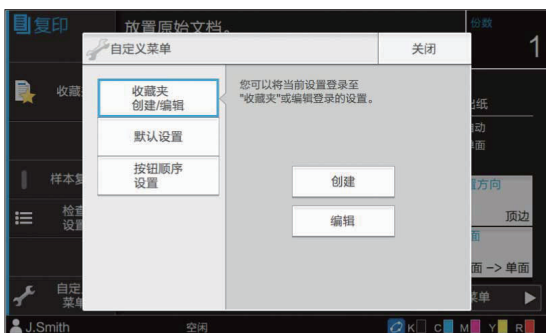 复印
放置原始文档。
份数
1
自定义菜单
关闭
收藏
收藏夹
创建/编辑
默认设置
按钮顺序
设置
您可以将当前设置登录至
"收藏夹"或编辑登录的设置。
创建
编辑
出纸
自动
单面
样本复
置方向
检查
设置
顶边
面
面 -> 单面
自定
菜单
菜单
J.Smith
空闲
K
C
M
Y
R